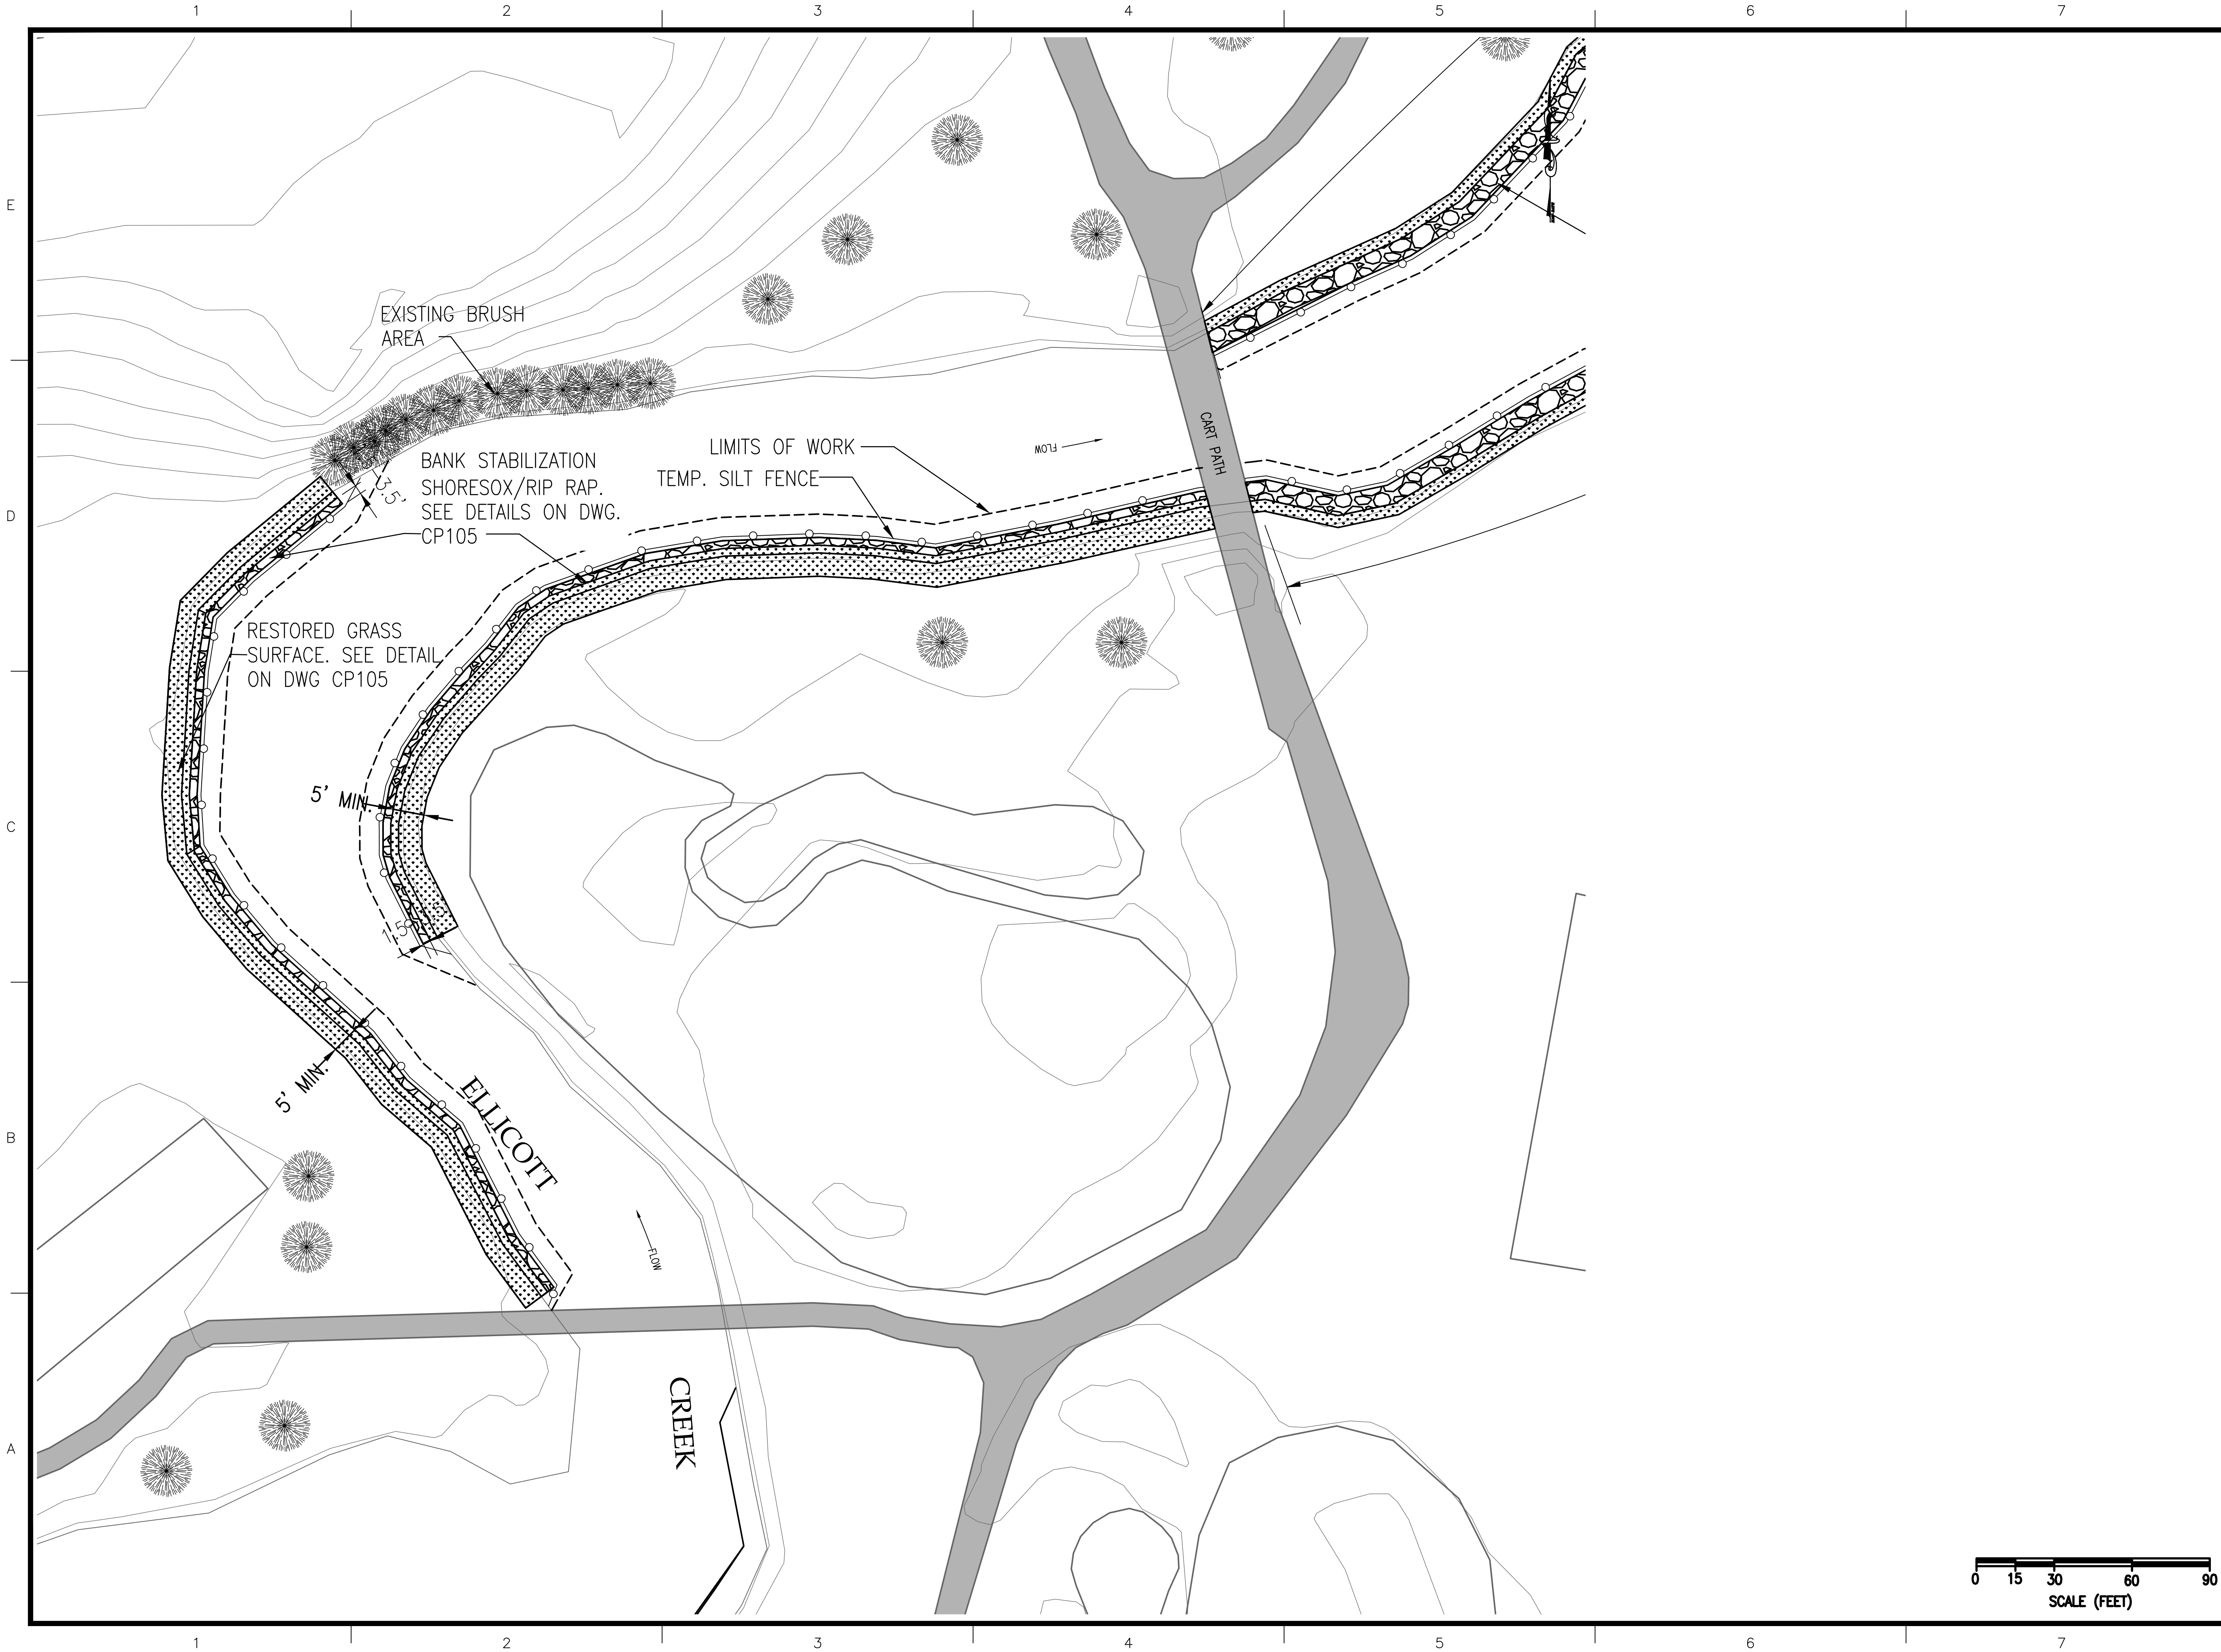 1 2 3 4 5 6 7
E
EXISTING BRUSH
AREA
D
BANK STABILIZATION
SHORESOX/RIP RAP.
SEE DETAILS ON DWG.
CP105
3.5'
LIMITS OF WORK
TEMP. SILT FENCE
FLOW
CART PATH
RESTORED GRASS
SURFACE. SEE DETAIL
ON DWG CP105
C
5' MIN.
5' MIN.
B
ELLICOTT
FLOW
A
CREEK
0 15 30 60 90
SCALE (FEET)
1 2 3 4 5 6 7